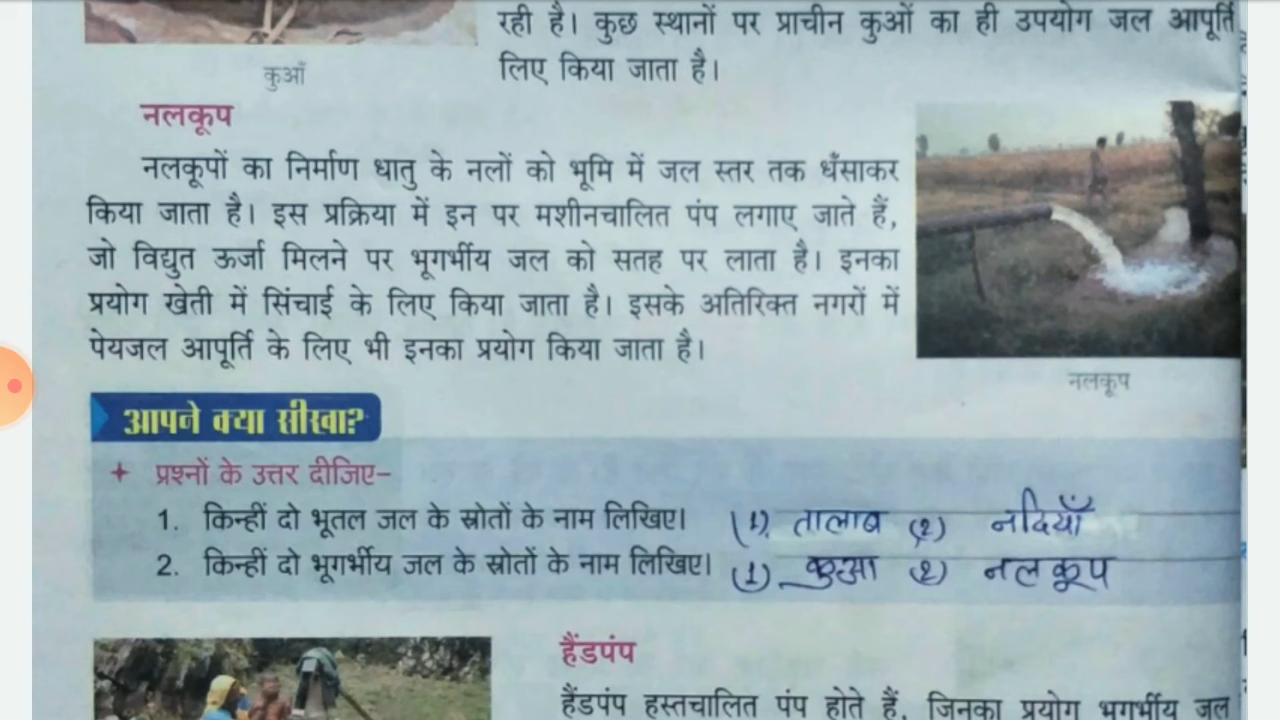 रही है। कुछ स्थानों पर प्राचीन कुओं का ही उपयोग जल आपूर्ति
लिए किया जाता है।
कुआँ
नलकूप
नलकूपों का निर्माण धातु के नलों को भूमि में जल स्तर तक धँसाकर
किया जाता है। इस प्रक्रिया में इन पर मशीनचालित पंप लगाए जाते हैं,
जो विद्युत ऊर्जा मिलने पर भूगर्भीय जल को सतह पर लाता है। इनका
प्रयोग खेती में सिंचाई के लिए किया जाता है। इसके अतिरिक्त नगरों में
पेयजल आपूर्ति के लिए भी इनका प्रयोग किया जाता है।
नलकूप
आपने क्या सीखा?
+ प्रश्नों के उत्तर दीजिए–
1. किन्हीं दो भूतल जल के स्रोतों के नाम लिखिए। (1) तालाब (2) नदियाँ
2. किन्हीं दो भूगर्भीय जल के स्रोतों के नाम लिखिए। (1) कुआ (2) नलकूप
हैंडपंप
हैंडपंप हस्तचालित पंप होते हैं, जिनका प्रयोग भूगर्भीय जल